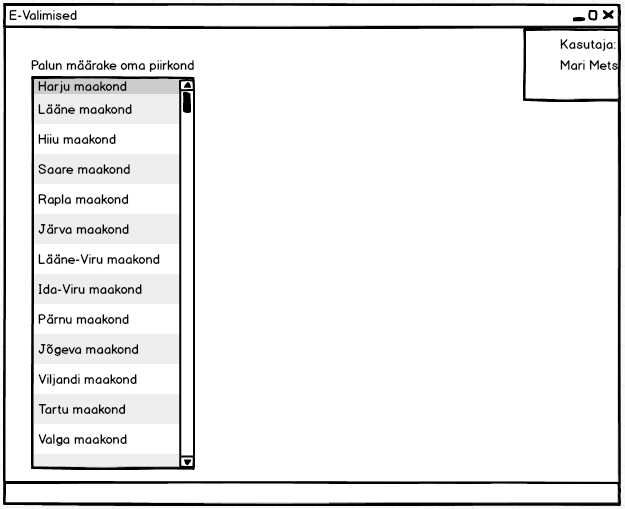 E-Valimised
Kasutaja:
Mari Mets
Palun määrake oma piirkond
Harju maakond
Lääne maakond
Hiiu maakond
Saare maakond
Rapla maakond
Järva maakond
Lääne-Viru maakond
Ida-Viru maakond
Pärnu maakond
Jõgeva maakond
Viljandi maakond
Tartu maakond
Valga maakond